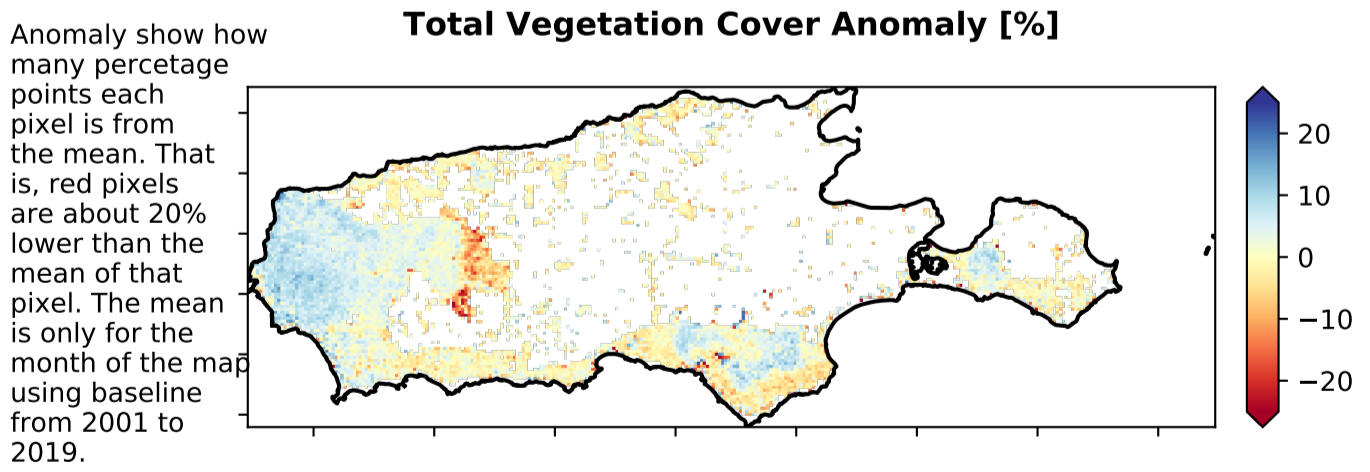 Total Vegetation Cover Anomaly [%]
Anomaly show how
many percetage
points each
pixel is from
the mean. That
is, red pixels
are about 20%
lower than the
mean of that
pixel. The mean
is only for the
month of the map
using baseline
from 2001 to
2019.
20
10
0
−10
−20